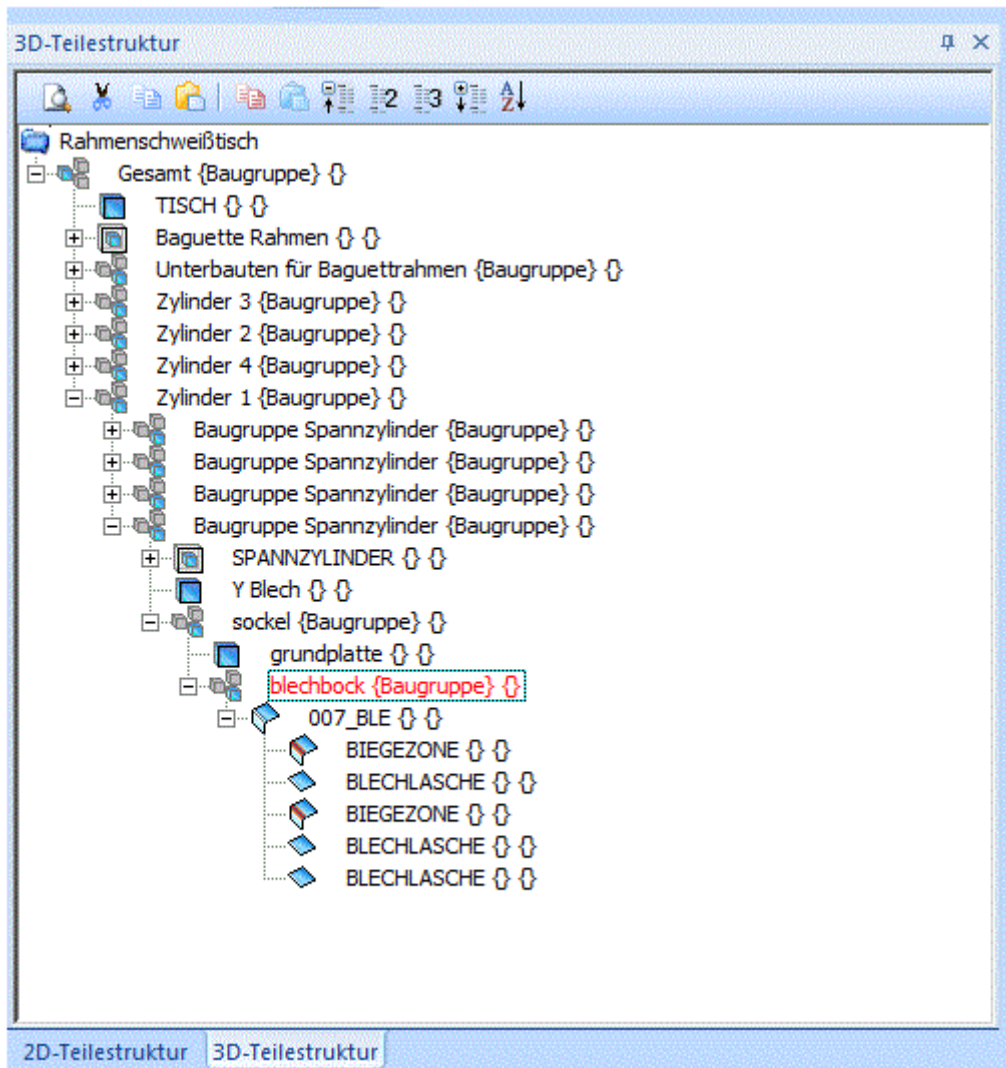 3D-Teilestruktur
2 3 A Z
Rahmenschweißtisch
Gesamt {Baugruppe} {}
TISCH {} {}
Baguette Rahmen {} {}
Unterbauten für Baguettrahmen {Baugruppe} {}
Zylinder 3 {Baugruppe} {}
Zylinder 2 {Baugruppe} {}
Zylinder 4 {Baugruppe} {}
Zylinder 1 {Baugruppe} {}
Baugruppe Spannzylinder {Baugruppe} {}
Baugruppe Spannzylinder {Baugruppe} {}
Baugruppe Spannzylinder {Baugruppe} {}
Baugruppe Spannzylinder {Baugruppe} {}
SPANNZYLINDER {} {}
Y Blech {} {}
sockel {Baugruppe} {}
grundplatte {} {}
blechbock {Baugruppe} {}
007_BLE {} {}
BIEGEZONE {} {}
BLECHLASCHE {} {}
BIEGEZONE {} {}
BLECHLASCHE {} {}
BLECHLASCHE {} {}
2D-Teilestruktur 3D-Teilestruktur